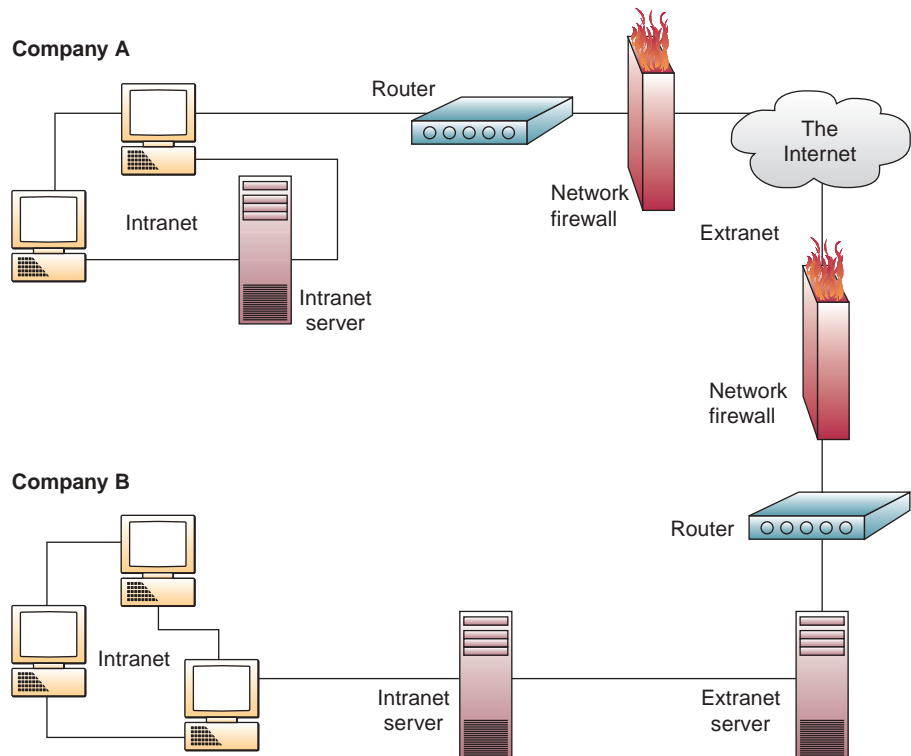 Company A
Router
The
Internet
Network
firewall
Intranet
Extranet
Intranet
server
Network
firewall
Company B
Router
Intranet
Intranet
server
Extranet
server